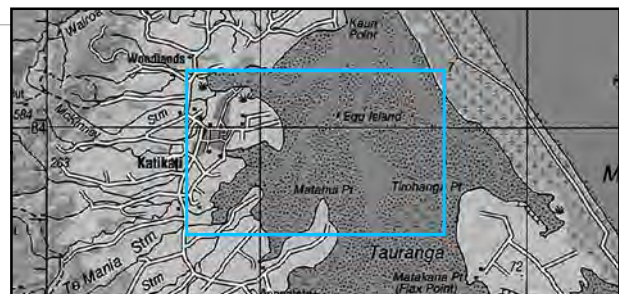 Wairoa
Kauri
Point
Woodlands
7
584
84
McKinney
Stm
Egg Island
263
Katikati
Matahui Pt
Tirohanga Pt
M
Te Mania Stm
Stm
Tauranga
Matakana Pt
(Flax Point)
72